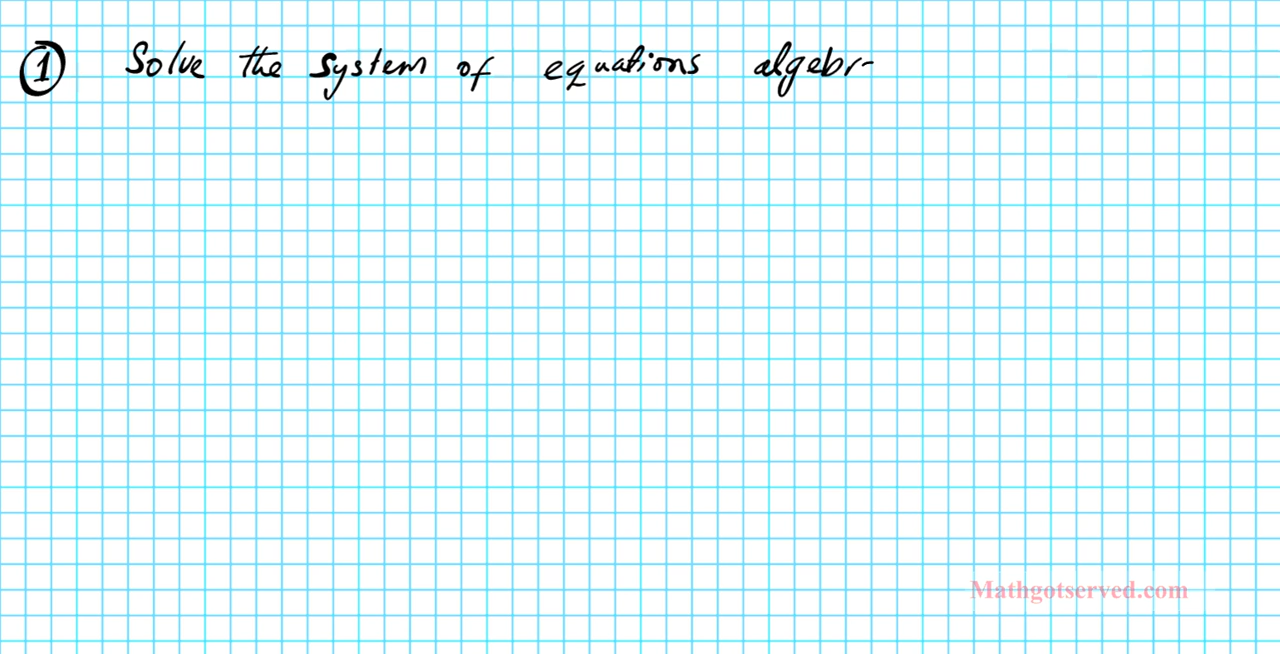 ① Solve the system of equations algebr-
Mathgotserved.com